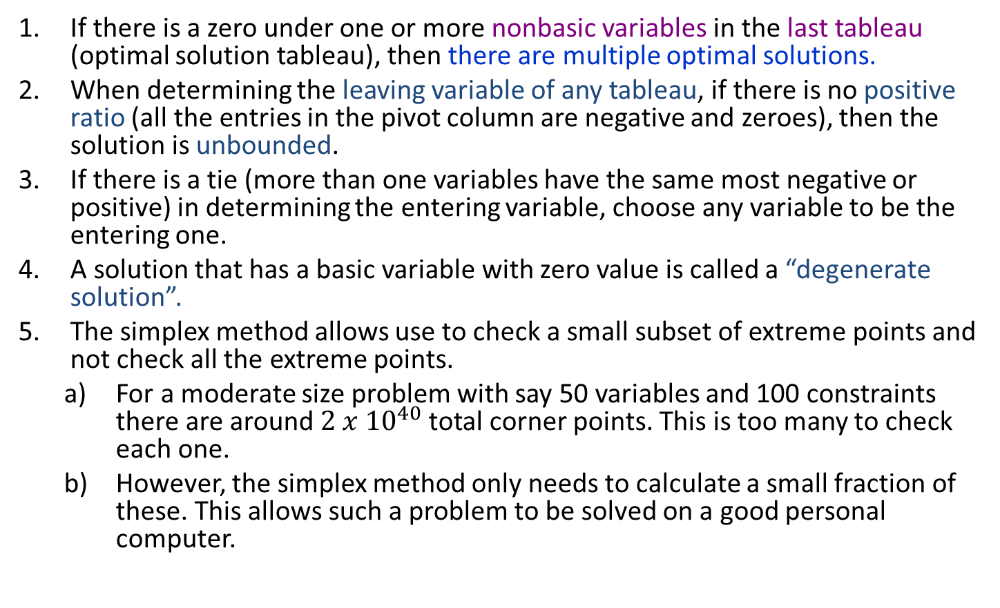 1. If there is a zero under one or more nonbasic variables in the last tableau
(optimal solution tableau), then there are multiple optimal solutions.
2. When determining the leaving variable of any tableau, if there is no positive
ratio (all the entries in the pivot column are negative and zeroes), then the
solution is unbounded.
3. If there is a tie (more than one variables have the same most negative or
positive) in determining the entering variable, choose any variable to be the
entering one.
4. A solution that has a basic variable with zero value is called a “degenerate
solution”.
5. The simplex method allows use to check a small subset of extreme points and
not check all the extreme points.
a) For a moderate size problem with say 50 variables and 100 constraints
there are around 2 x 10⁴⁰ total corner points. This is too many to check
each one.
b) However, the simplex method only needs to calculate a small fraction of
these. This allows such a problem to be solved on a good personal
computer.